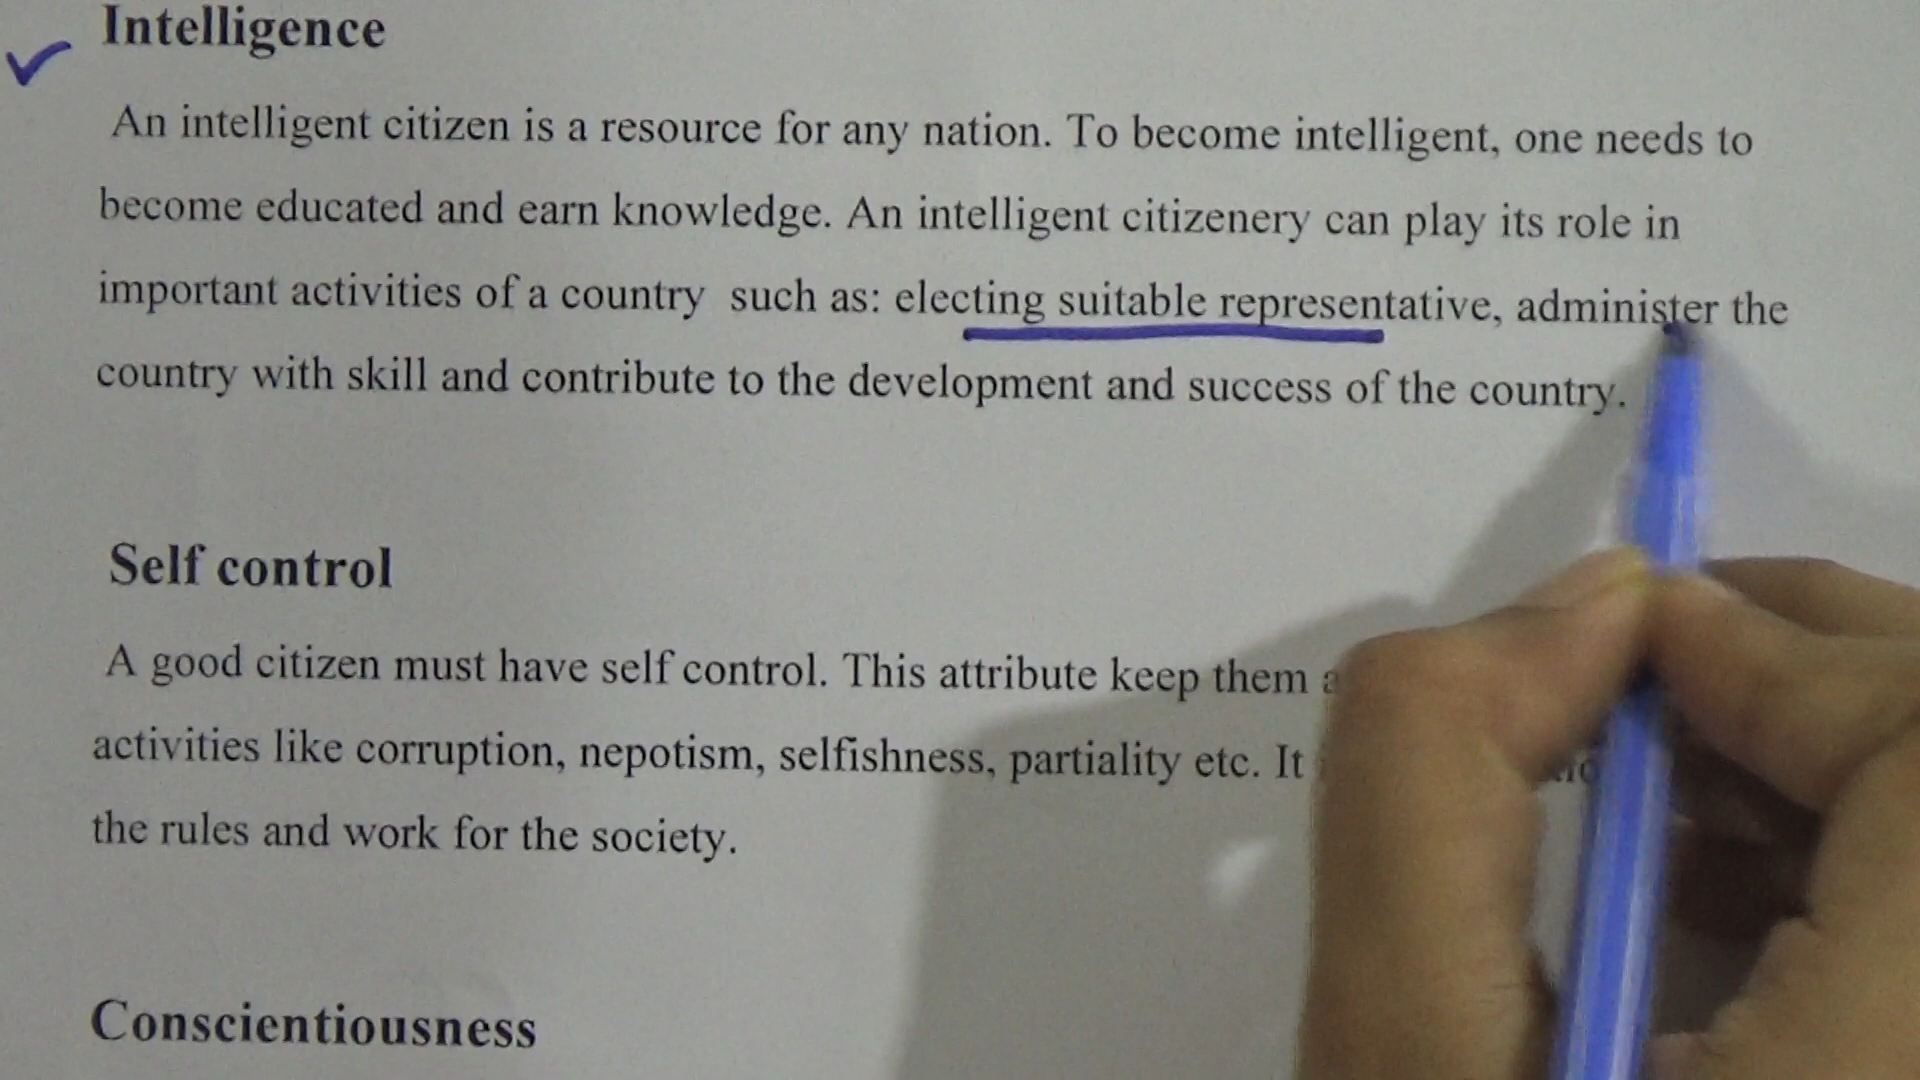 Intelligence
An intelligent citizen is a resource for any nation. To become intelligent, one needs to
become educated and earn knowledge. An intelligent citizenery can play its role in
important activities of a country such as: electing suitable representative, administer the
country with skill and contribute to the development and success of the country.
Self control
A good citizen must have self control. This attribute keep them
activities like corruption, nepotism, selfishness, partiality etc. It
the rules and work for the society.
Conscientiousness